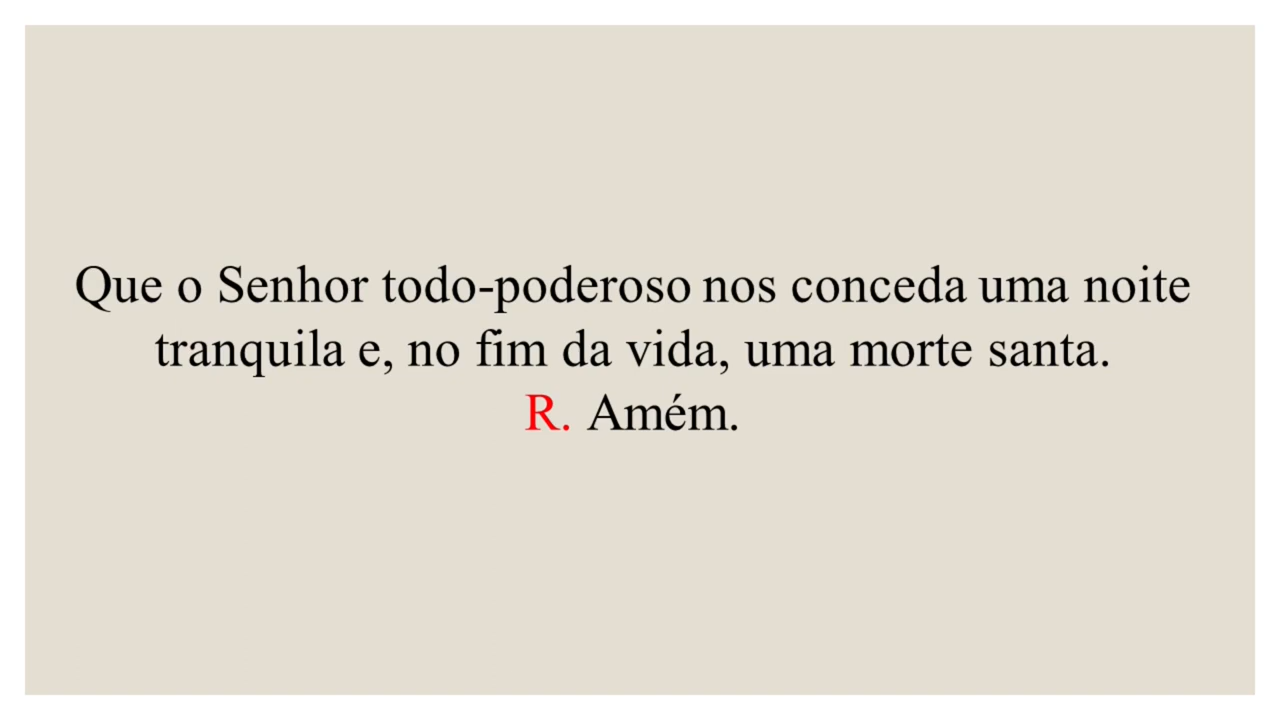 Que o Senhor todo-poderoso nos conceda uma noite
tranquila e, no fim da vida, uma morte santa.
R. Amém.